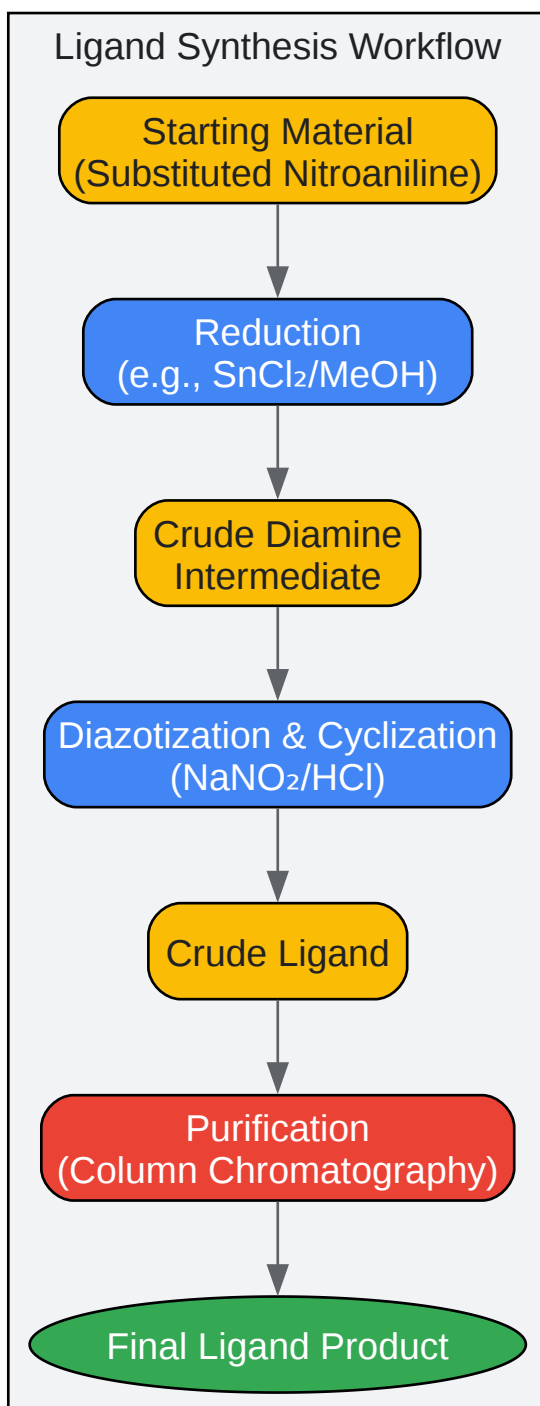 Ligand Synthesis Workflow
Starting Material
(Substituted Nitroaniline)
Reduction
(e.g., SnCl₂/MeOH)
Crude Diamine
Intermediate
Diazotization & Cyclization
(NaNO₂/HCl)
Crude Ligand
Purification
(Column Chromatography)
Final Ligand Product